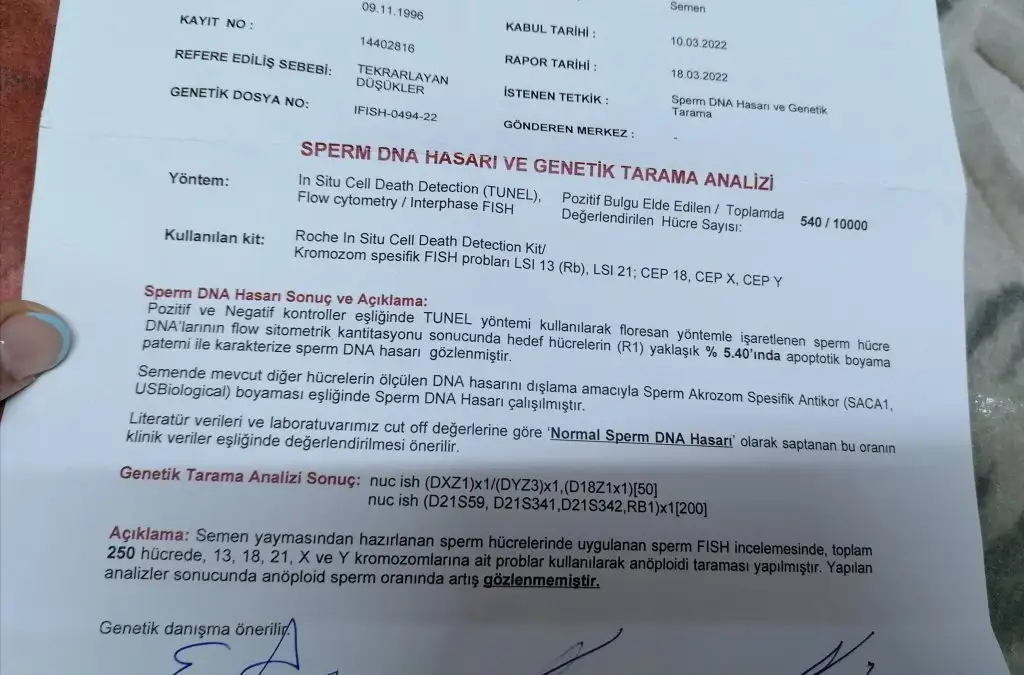 09.11.1996
Semen
KAYIT NO :
14402816
KABUL TARİHİ :
10.03.2022
REFERE EDİLİŞ SEBEBİ:
TEKRARLAYAN
DÜŞÜKLER
RAPOR TARİHİ :
18.03.2022
GENETİK DOSYA NO:
IFISH-0494-22
İSTENEN TETKİK :
Sperm DNA Hasarı ve Genetik
Tarama
GÖNDEREN MERKEZ :
-
SPERM DNA HASARI VE GENETİK TARAMA ANALİZİ
Yöntem:
In Situ Cell Death Detection (TUNEL),
Flow cytometry / Interphase FISH
Pozitif Bulgu Elde Edilen / Toplamda
Değerlendirilen Hücre Sayısı:
540 / 10000
Kullanılan kit:
Roche In Situ Cell Death Detection Kit/
Kromozom spesifik FISH probları LSI 13 (Rb), LSI 21; CEP 18, CEP X, CEP Y
Sperm DNA Hasarı Sonuç ve Açıklama:
Pozitif ve Negatif kontroller eşliğinde TUNEL yöntemi kullanılarak floresan yöntemle işaretlenen sperm hücre
DNA'larının flow sitometrik kantitasyonu sonucunda hedef hücrelerin (R1) yaklaşık % 5.40'ında apoptotik boyama
paterni ile karakterize sperm DNA hasarı gözlenmiştir.
Semende mevcut diğer hücrelerin ölçülen DNA hasarını dışlama amacıyla Sperm Akrozom Spesifik Antikor (SACA1,
USBiological) boyaması eşliğinde Sperm DNA Hasarı çalışılmıştır.
Literatür verileri ve laboratuvarımız cut off değerlerine göre 'Normal Sperm DNA Hasarı' olarak saptanan bu oranın
klinik veriler eşliğinde değerlendirilmesi önerilir.
Genetik Tarama Analizi Sonuç: nuc ish (DXZ1)x1/(DYZ3)x1,(D18Z1x1)[50]
nuc ish (D21S59, D21S341,D21S342,RB1)x1[200]
Açıklama: Semen yaymasından hazırlanan sperm hücrelerinde uygulanan sperm FISH incelemesinde, toplam
250 hücrede, 13, 18, 21, X ve Y kromozomlarına ait problar kullanılarak anöploidi taraması yapılmıştır. Yapılan
analizler sonucunda anöploid sperm oranında artış gözlenmemiştir.
Genetik danışma önerilir.